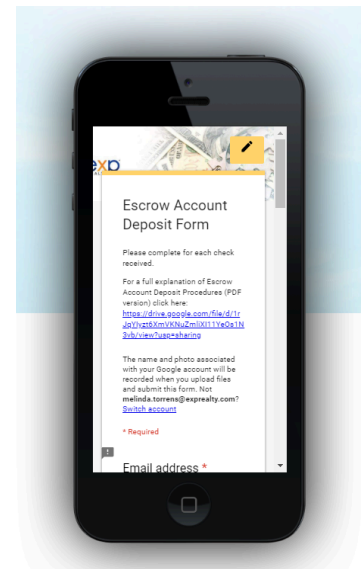 exp
Escrow Account
Deposit Form
Please complete for each check
received.
For a full explanation of Escrow
Account Deposit Procedures (PDF
version) click here:
https://drive.google.com/file/d/1r
JqYIyzt6XmVKNuZmliXI11YeOs1N
3vb/view?usp=sharing
The name and photo associated
with your Google account will be
recorded when you upload files
and submit this form. Not
melinda.torrens@exprealty.com?
Switch account
* Required
Email address *